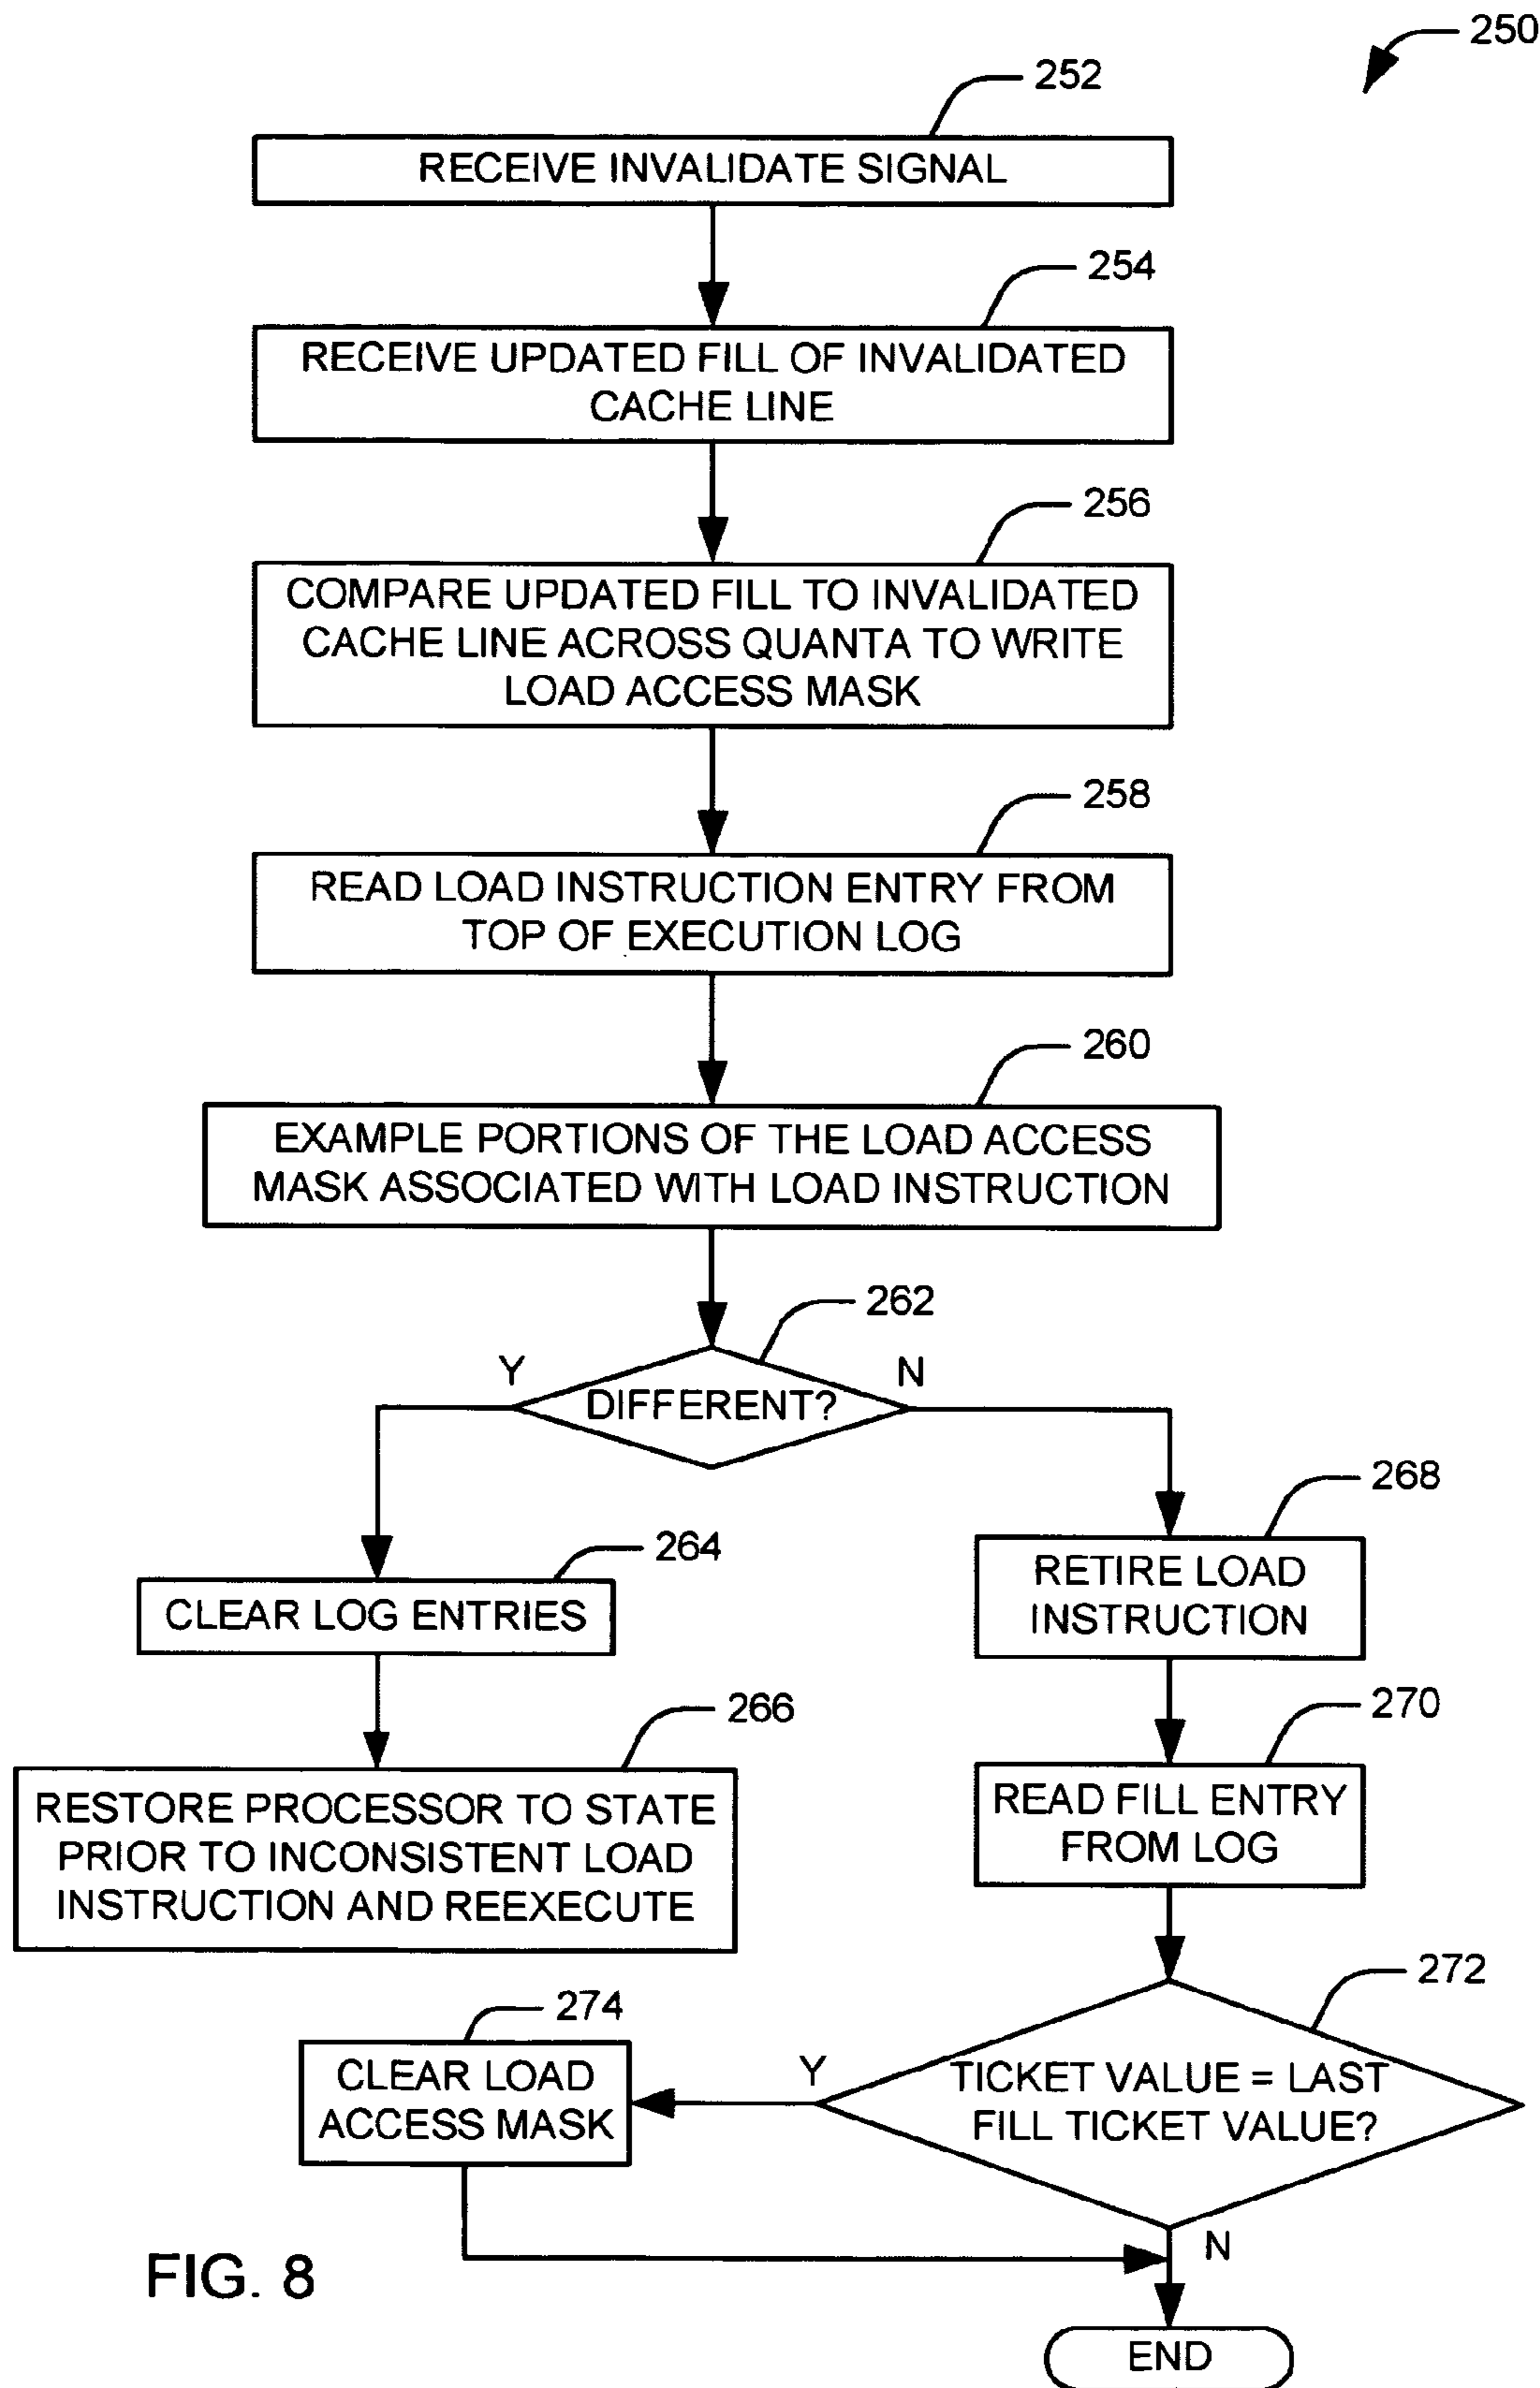 250
252
RECEIVE INVALIDATE SIGNAL
254
RECEIVE UPDATED FILL OF INVALIDATED
CACHE LINE
256
COMPARE UPDATED FILL TO INVALIDATED
CACHE LINE ACROSS QUANTA TO WRITE
LOAD ACCESS MASK
258
READ LOAD INSTRUCTION ENTRY FROM
TOP OF EXECUTION LOG
260
EXAMPLE PORTIONS OF THE LOAD ACCESS
MASK ASSOCIATED WITH LOAD INSTRUCTION
262
Y
N
DIFFERENT?
264
CLEAR LOG ENTRIES
266
RESTORE PROCESSOR TO STATE
PRIOR TO INCONSISTENT LOAD
INSTRUCTION AND REEXECUTE
268
RETIRE LOAD
INSTRUCTION
270
READ FILL ENTRY
FROM LOG
272
TICKET VALUE = LAST
FILL TICKET VALUE?
Y
274
CLEAR LOAD
ACCESS MASK
N
END
FIG. 8